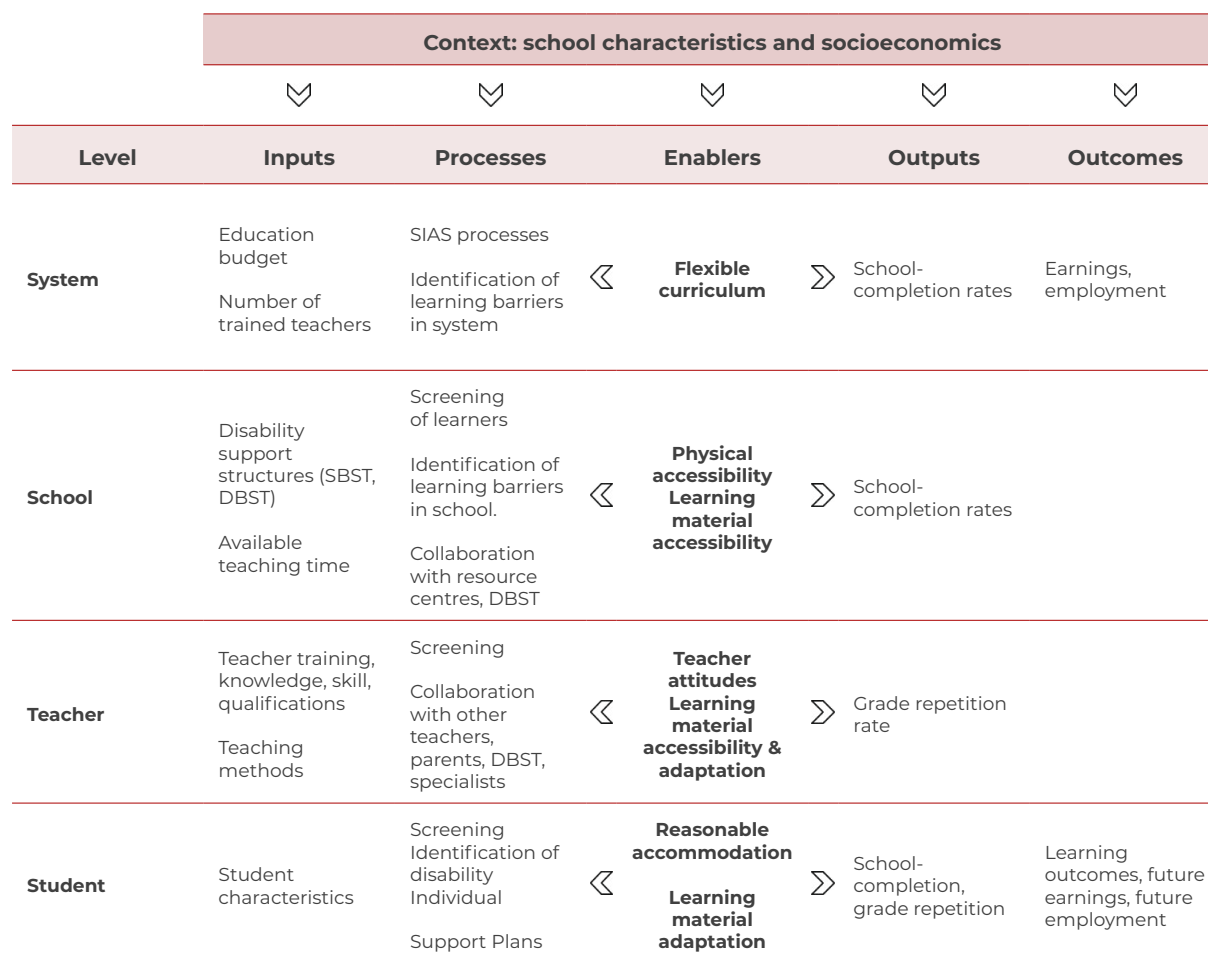 Context: school characteristics and socioeconomics
Level
Inputs
Processes
Enablers
Outputs
Outcomes
System
Education
budget
Number of
trained teachers
SIAS processes
Identification of
learning barriers
in system
Flexible
curriculum
School-
completion rates
Earnings,
employment
School
Disability
support
structures (SBST,
DBST)
Available
teaching time
Screening
of learners
Identification of
learning barriers
in school.
Collaboration
with resource
centres, DBST
Physical
accessibility
Learning
material
accessibility
School-
completion rates
Teacher
Teacher training,
knowledge, skill,
qualifications
Teaching
methods
Screening
Collaboration
with other
teachers,
parents, DBST,
specialists
Teacher
attitudes
Learning
material
accessibility &
adaptation
Grade repetition
rate
Student
Student
characteristics
Screening
Identification of
disability
Individual
Support Plans
Reasonable
accommodation
Learning
material
adaptation
School-
completion,
grade repetition
Learning
outcomes, future
earnings, future
employment